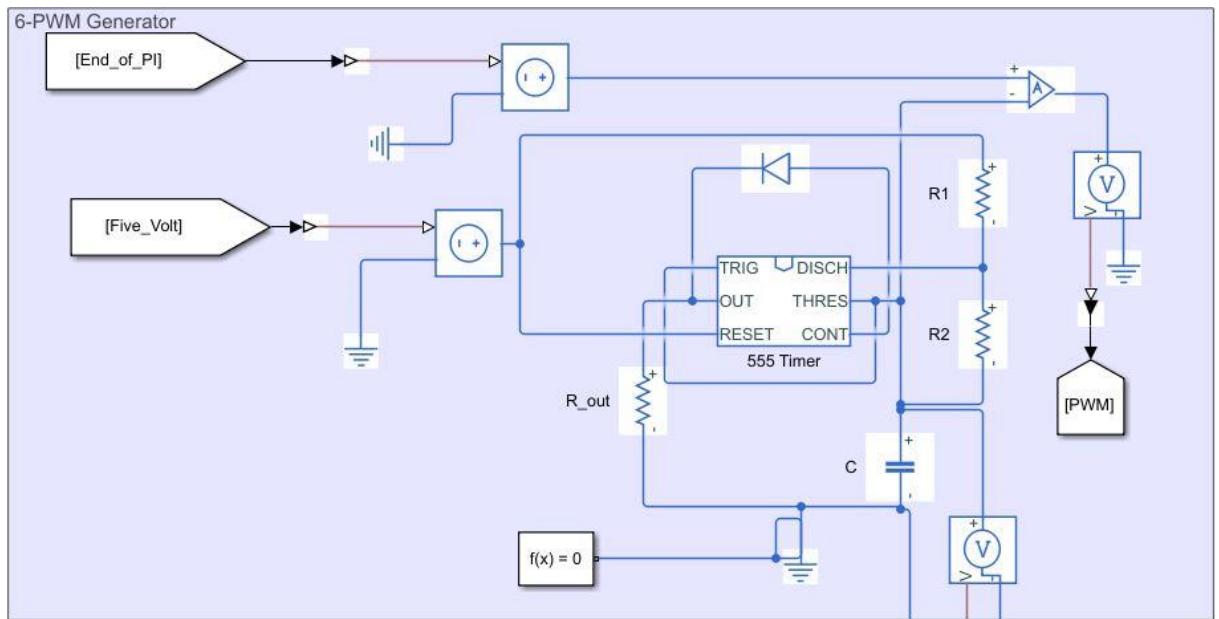 6-PWM Generator
[End_of_PI]
- +
+
-
A
+
V
V
-
[Five_Volt]
- +
R1
+
-
TRIG DISCH
OUT THRES
RESET CONT
555 Timer
R2
+
-
[PWM]
R_out
+
-
C
+
-
f(x) = 0
+
V
V
-